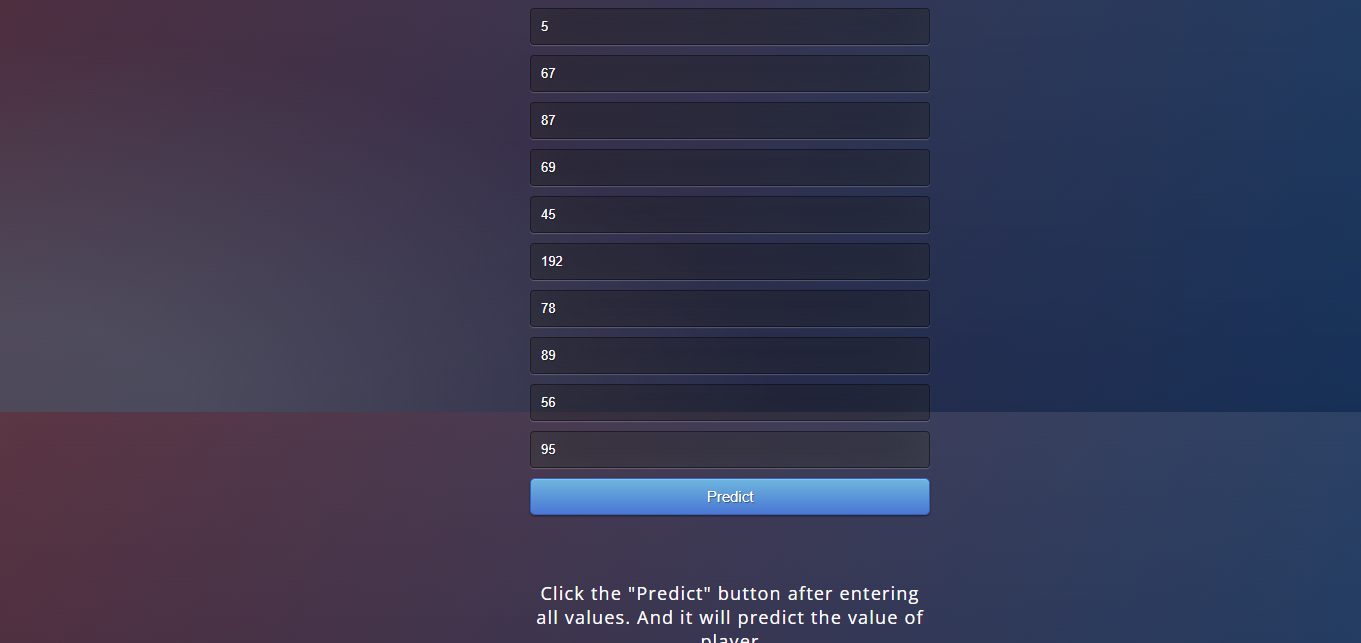 5
67
87
69
45
192
78
89
56
95
Predict
Click the "Predict" button after entering
all values. And it will predict the value of
player